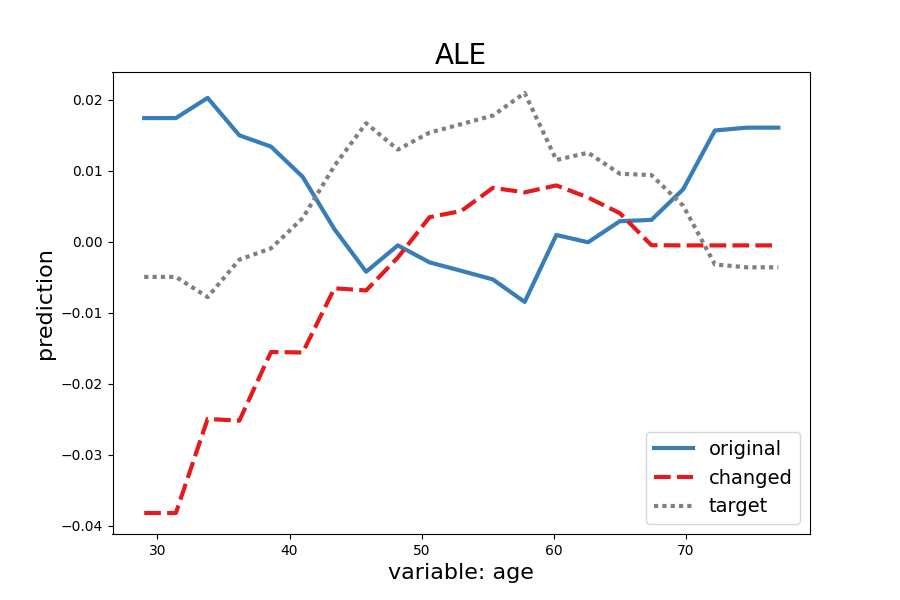 ALE
prediction
0.02
0.01
0.00
−0.01
−0.02
−0.03
−0.04
original
changed
target
30 40 50 60 70
variable: age